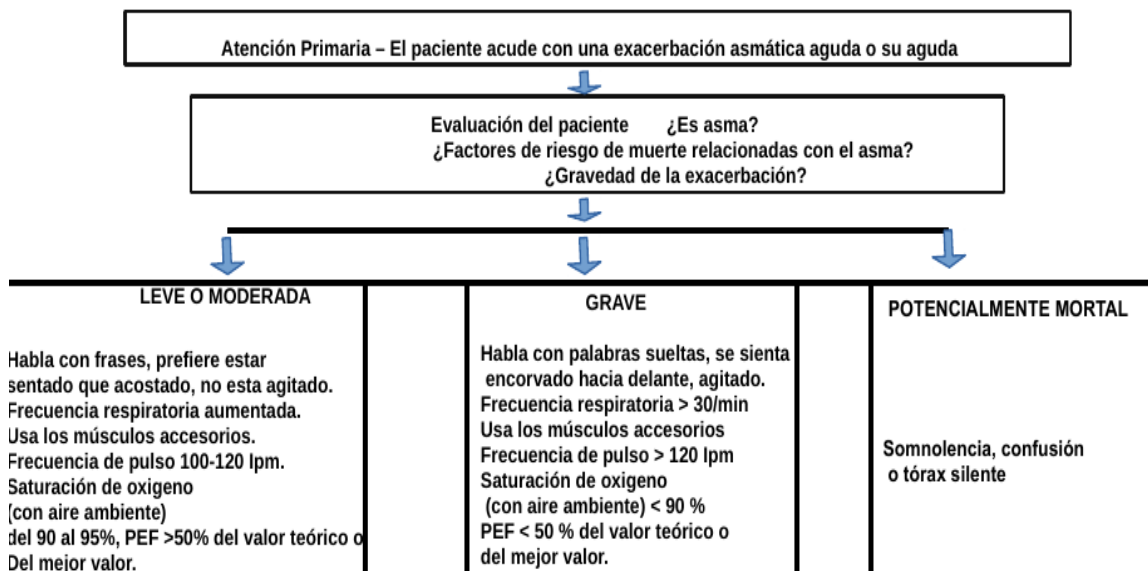 Atención Primaria – El paciente acude con una exacerbación asmática aguda o su aguda
Evaluación del paciente ¿Es asma?
¿Factores de riesgo de muerte relacionadas con el asma?
¿Gravedad de la exacerbación?
LEVE O MODERADA
Habla con frases, prefiere estar
sentado que acostado, no esta agitado.
Frecuencia respiratoria aumentada.
Usa los músculos accesorios.
Frecuencia de pulso 100-120 lpm.
Saturación de oxigeno
(con aire ambiente)
del 90 al 95%, PEF >50% del valor teórico o
Del mejor valor.
GRAVE
Habla con palabras sueltas, se sienta
encorvado hacia delante, agitado.
Frecuencia respiratoria > 30/min
Usa los músculos accesorios
Frecuencia de pulso > 120 lpm
Saturación de oxigeno
(con aire ambiente) < 90 %
PEF < 50 % del valor teórico o
del mejor valor.
POTENCIALMENTE MORTAL
Somnolencia, confusión
o tórax silente